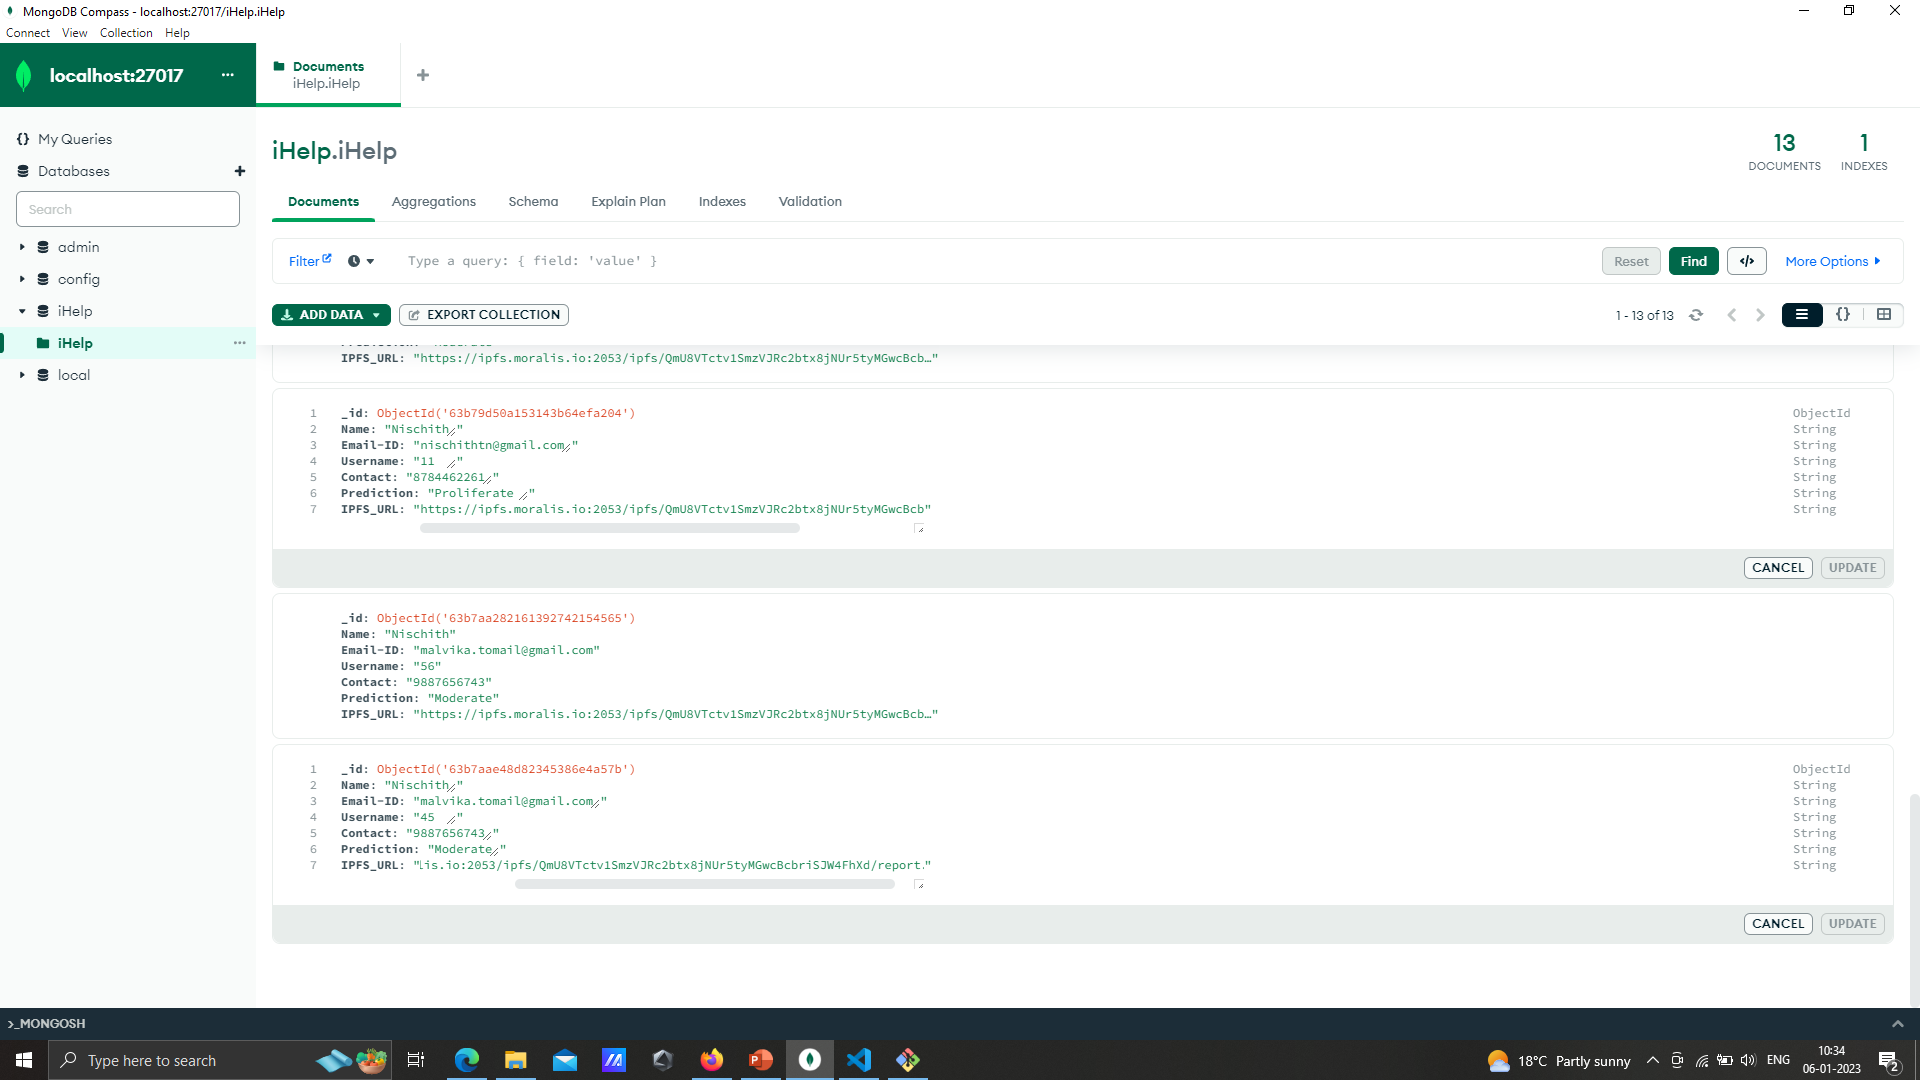 MongoDB Compass - localhost:27017/iHelp.iHelp
Connect View Collection Help
localhost:27017 ...
Documents
iHelp.iHelp
+
{} My Queries
Databases +
Search
admin
config
iHelp
iHelp ...
local
iHelp.iHelp
13
DOCUMENTS
1
INDEXES
Documents Aggregations Schema Explain Plan Indexes Validation
Filter Type a query: { field: 'value' } Reset Find </> More Options
ADD DATA EXPORT COLLECTION 1 - 13 of 13 {}
IPFS_URL: "https://ipfs.moralis.io:2053/ipfs/QmU8VTctv1SmzVJRc2btx8jNUr5tyMGwcBcb…"
1 _id: ObjectId('63b79d50a153143b64efa204') ObjectId
2 Name: "Nischith" String
3 Email-ID: "nischithtn@gmail.com" String
4 Username: "11 " String
5 Contact: "8784462261" String
6 Prediction: "Proliferate " String
7 IPFS_URL: "https://ipfs.moralis.io:2053/ipfs/QmU8VTctv1SmzVJRc2btx8jNUr5tyMGwcBcb" String
CANCEL UPDATE
_id: ObjectId('63b7aa282161392742154565')
Name: "Nischith"
Email-ID: "malvika.tomail@gmail.com"
Username: "56"
Contact: "9887656743"
Prediction: "Moderate"
IPFS_URL: "https://ipfs.moralis.io:2053/ipfs/QmU8VTctv1SmzVJRc2btx8jNUr5tyMGwcBcb…"
1 _id: ObjectId('63b7aae48d82345386e4a57b') ObjectId
2 Name: "Nischith" String
3 Email-ID: "malvika.tomail@gmail.com" String
4 Username: "45 " String
5 Contact: "9887656743" String
6 Prediction: "Moderate" String
7 IPFS_URL: "lis.io:2053/ipfs/QmU8VTctv1SmzVJRc2btx8jNUr5tyMGwcBcbriSJW4FhXd/report." String
CANCEL UPDATE
>_MONGOSH
Type here to search
18°C Partly sunny ENG
10:34
06-01-2023
2